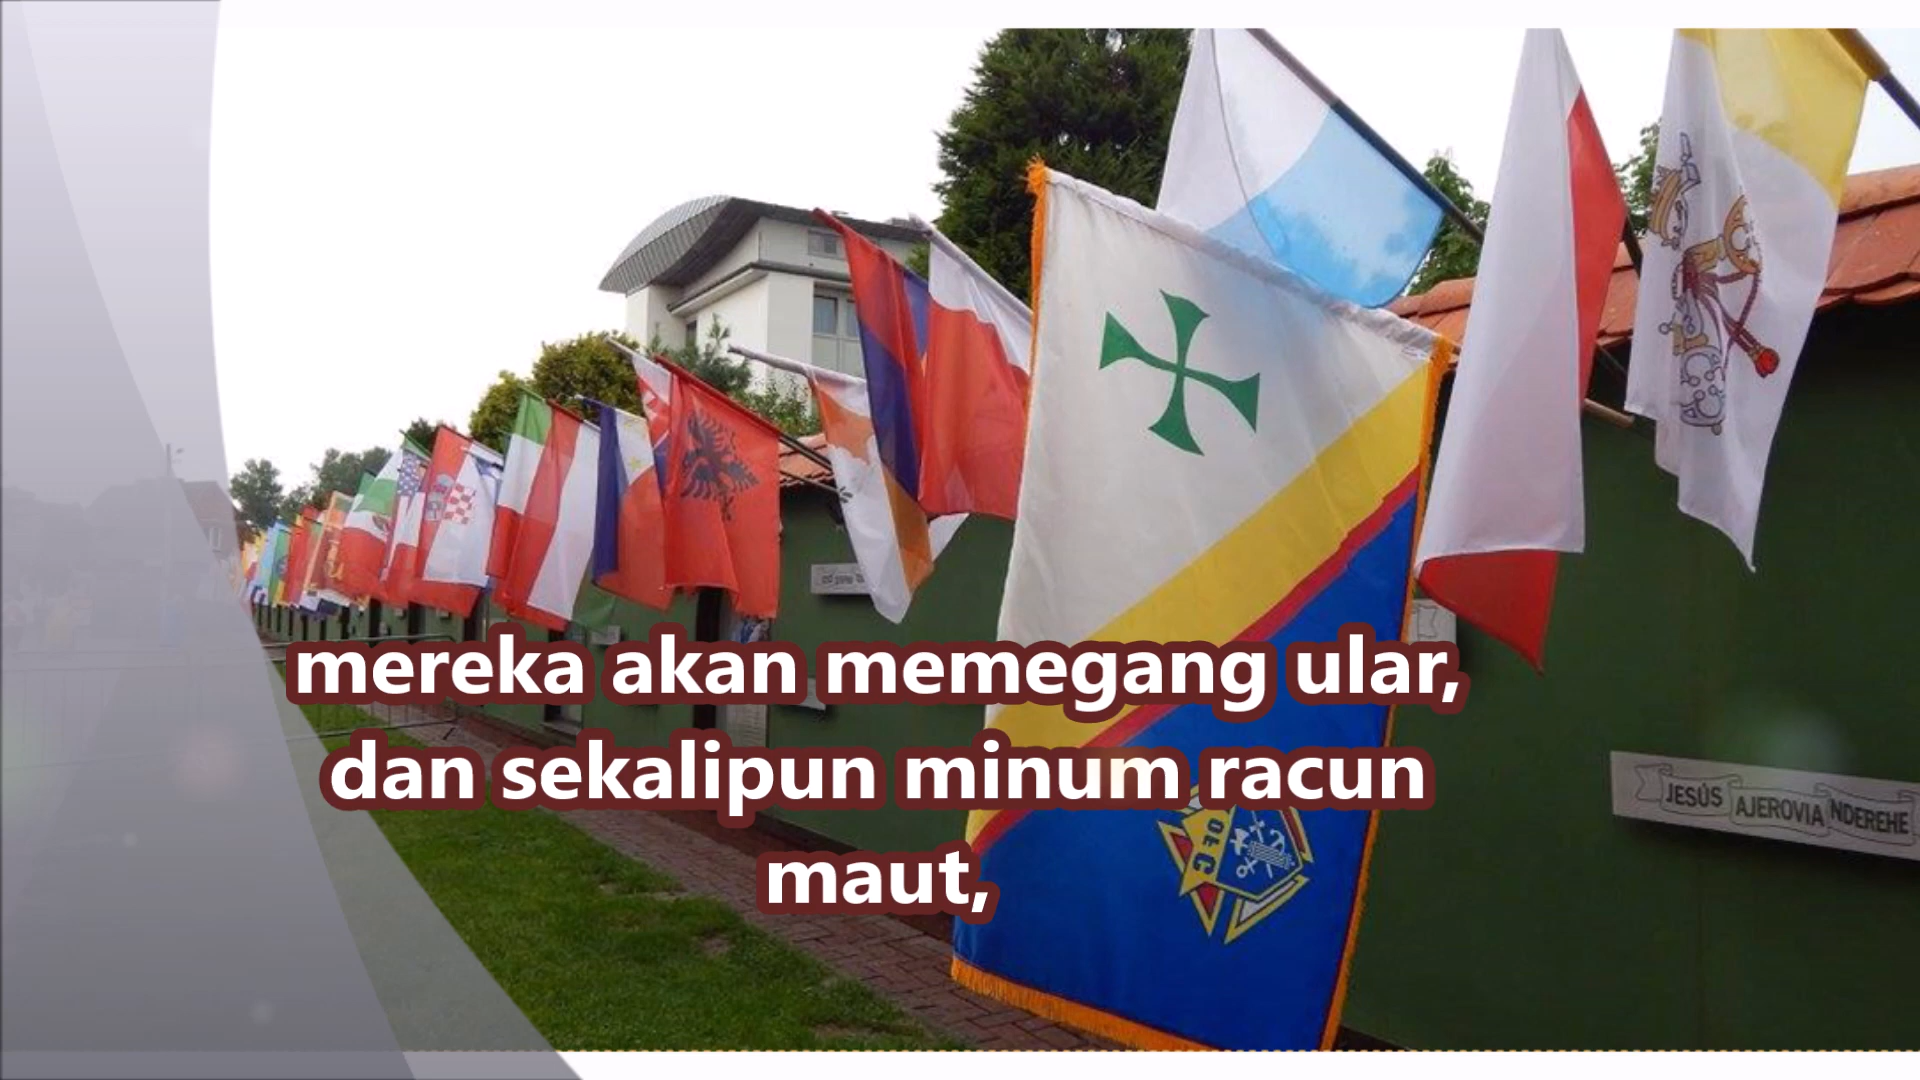 mereka akan memegang ular,
dan sekalipun minum racun
maut,
JESÚS AJEROVIA NDEREHE